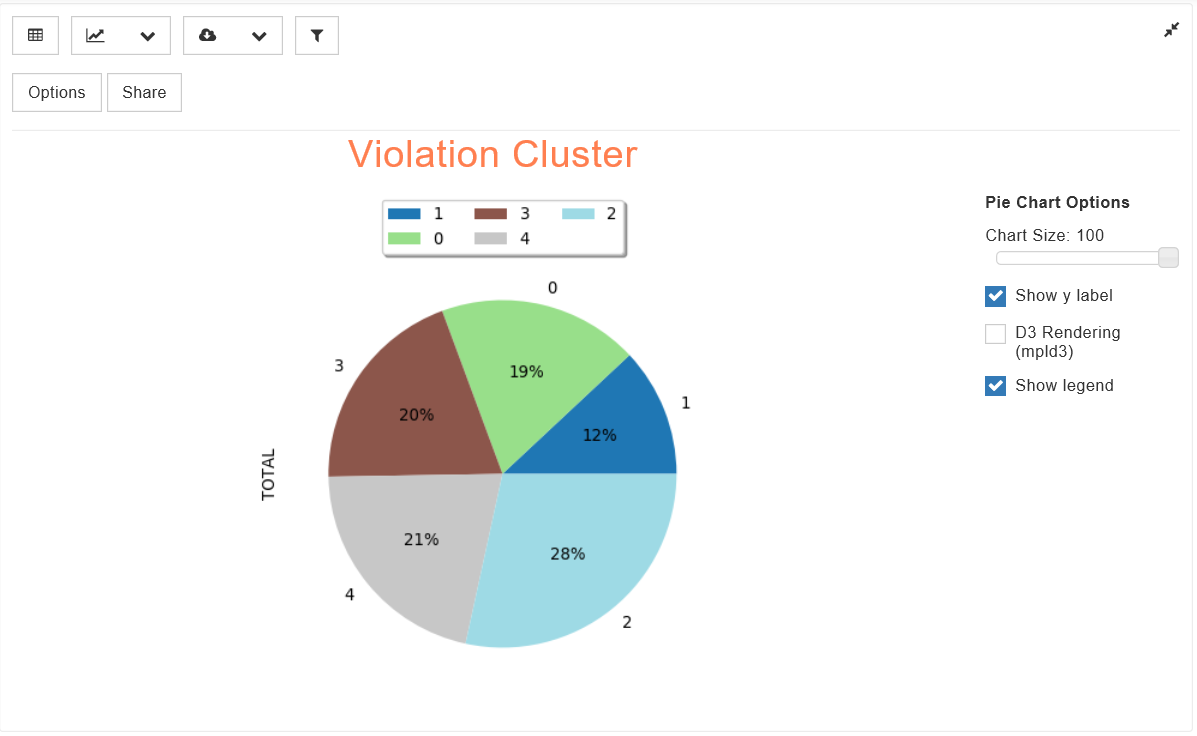 Options Share
Violation Cluster
1 3 2
0 4
Pie Chart Options
Chart Size: 100
Show y label
D3 Rendering
(mpld3)
Show legend
0
3
19%
1
20%
12%
TOTAL
21%
28%
4
2